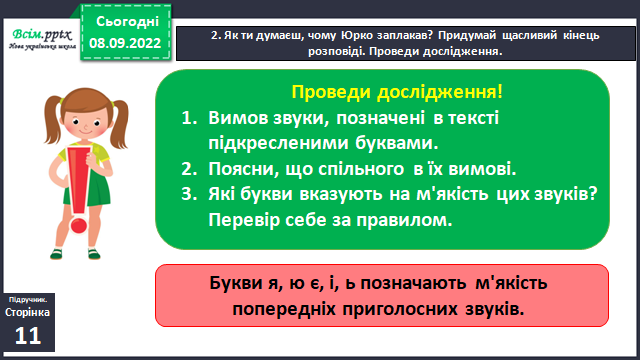 Всім.pptx
Нова українська школа
Сьогодні
08.09.2022
2. Як ти думаєш, чому Юрко заплакав? Придумай щасливий кінець
розповіді. Проведи дослідження.
Проведи дослідження!
1. Вимов звуки, позначені в тексті
підкресленими буквами.
2. Поясни, що спільного в їх вимові.
3. Які букви вказують на м'якість цих звуків?
Перевір себе за правилом.
Букви я, ю є, і, ь позначають м'якість
попередніх приголосних звуків.
Підручник.
Сторінка
11